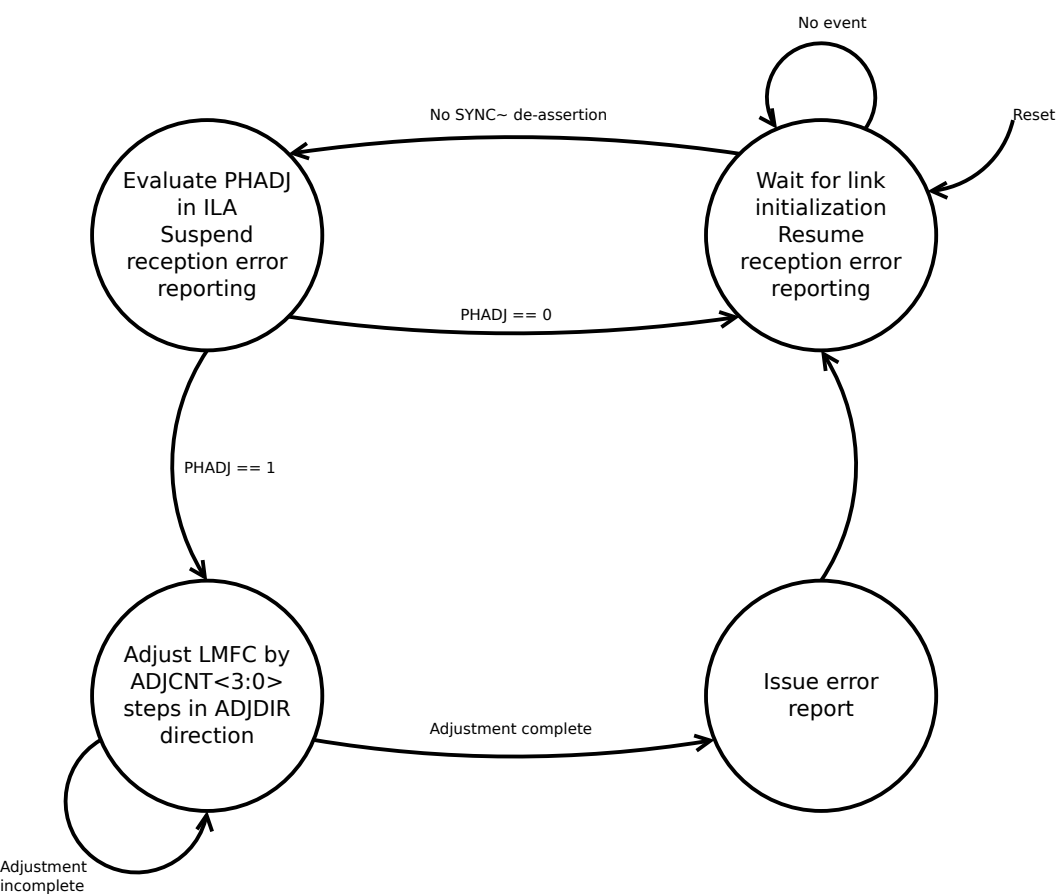 No event
No SYNC~ de-assertion
Reset
Evaluate PHADJ
in ILA
Suspend
reception error
reporting
Wait for link
initialization
Resume
reception error
reporting
PHADJ == 0
PHADJ == 1
Adjust LMFC by
ADJCNT<3:0>
steps in ADJDIR
direction
Issue error
report
Adjustment complete
Adjustment
incomplete